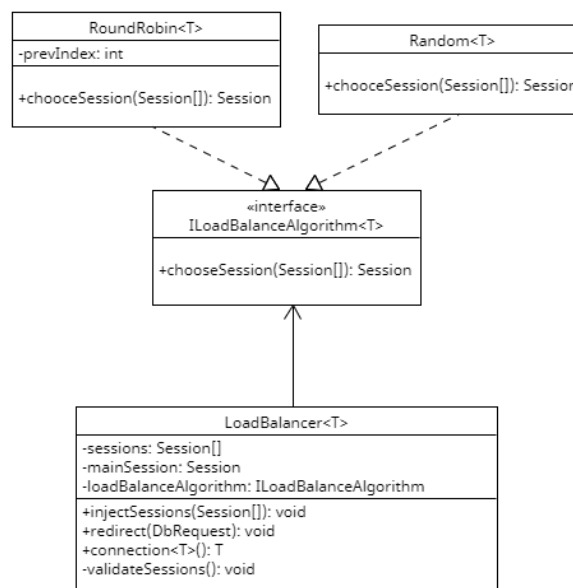 RoundRobin<T>
-prevIndex: int
+chooceSession(Session[]): Session
Random<T>
+chooceSession(Session[]): Session
«interface»
ILoadBalanceAlgorithm<T>
+chooseSession(Session[]): Session
LoadBalancer<T>
-sessions: Session[]
-mainSession: Session
-loadBalanceAlgorithm: ILoadBalanceAlgorithm
+injectSessions(Session[]): void
+redirect(DbRequest): void
+connection<T>(): T
-validateSessions(): void